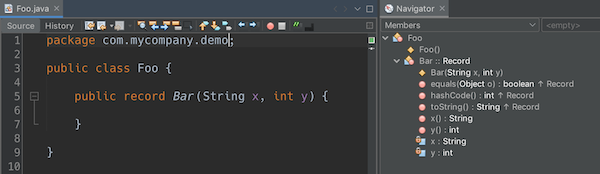 Foo.java
Source
History
1 package com.mycompany.demo;
2
3 public class Foo {
4
5 public record Bar(String x, int y) {
6
7 }
8
9 }
10
Navigator
Members
<empty>
Foo
Foo()
Bar :: Record
Bar(String x, int y)
equals(Object o) : boolean ↑ Record
hashCode() : int ↑ Record
toString() : String ↑ Record
x() : String
y() : int
x : String
y : int